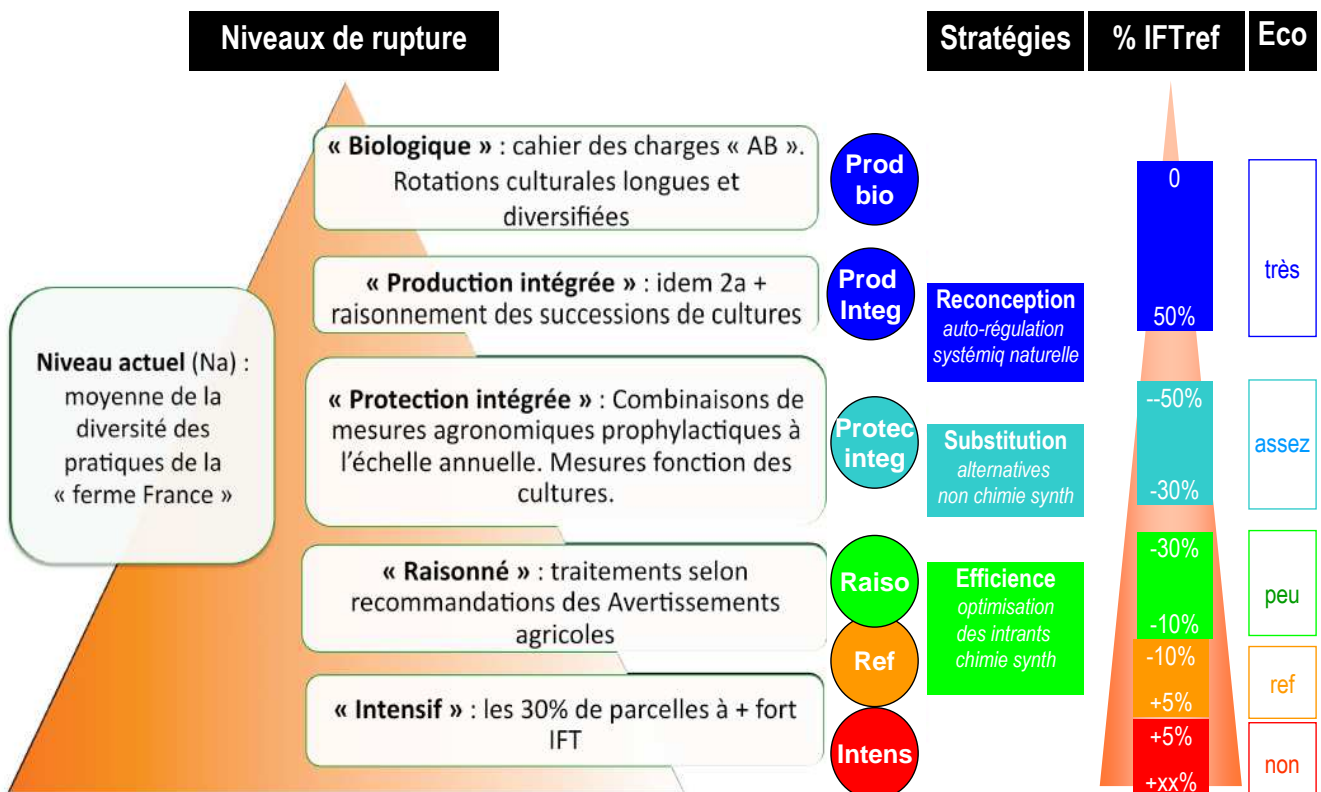 Niveaux de rupture
Stratégies
% IFTref
Eco
« Biologique » : cahier des charges « AB ».
Rotations culturales longues et
diversifiées
Prod
bio
0
50%
très
« Production intégrée » : idem 2a +
raisonnement des successions de cultures
Prod
Integ
Reconception
auto-régulation
systémiq naturelle
Niveau actuel (Na) :
moyenne de la
diversité des
pratiques de la
« ferme France »
« Protection intégrée » : Combinaisons de
mesures agronomiques prophylactiques à
l’échelle annuelle. Mesures fonction des
cultures.
Protec
integ
Substitution
alternatives
non chimie synth
--50%
-30%
assez
« Raisonné » : traitements selon
recommandations des Avertissements
agricoles
Raiso
Efficience
optimisation
des intrants
chimie synth
-30%
-10%
peu
Ref
-10%
+5%
ref
« Intensif » : les 30% de parcelles à + fort
IFT
Intens
+5%
+xx%
non